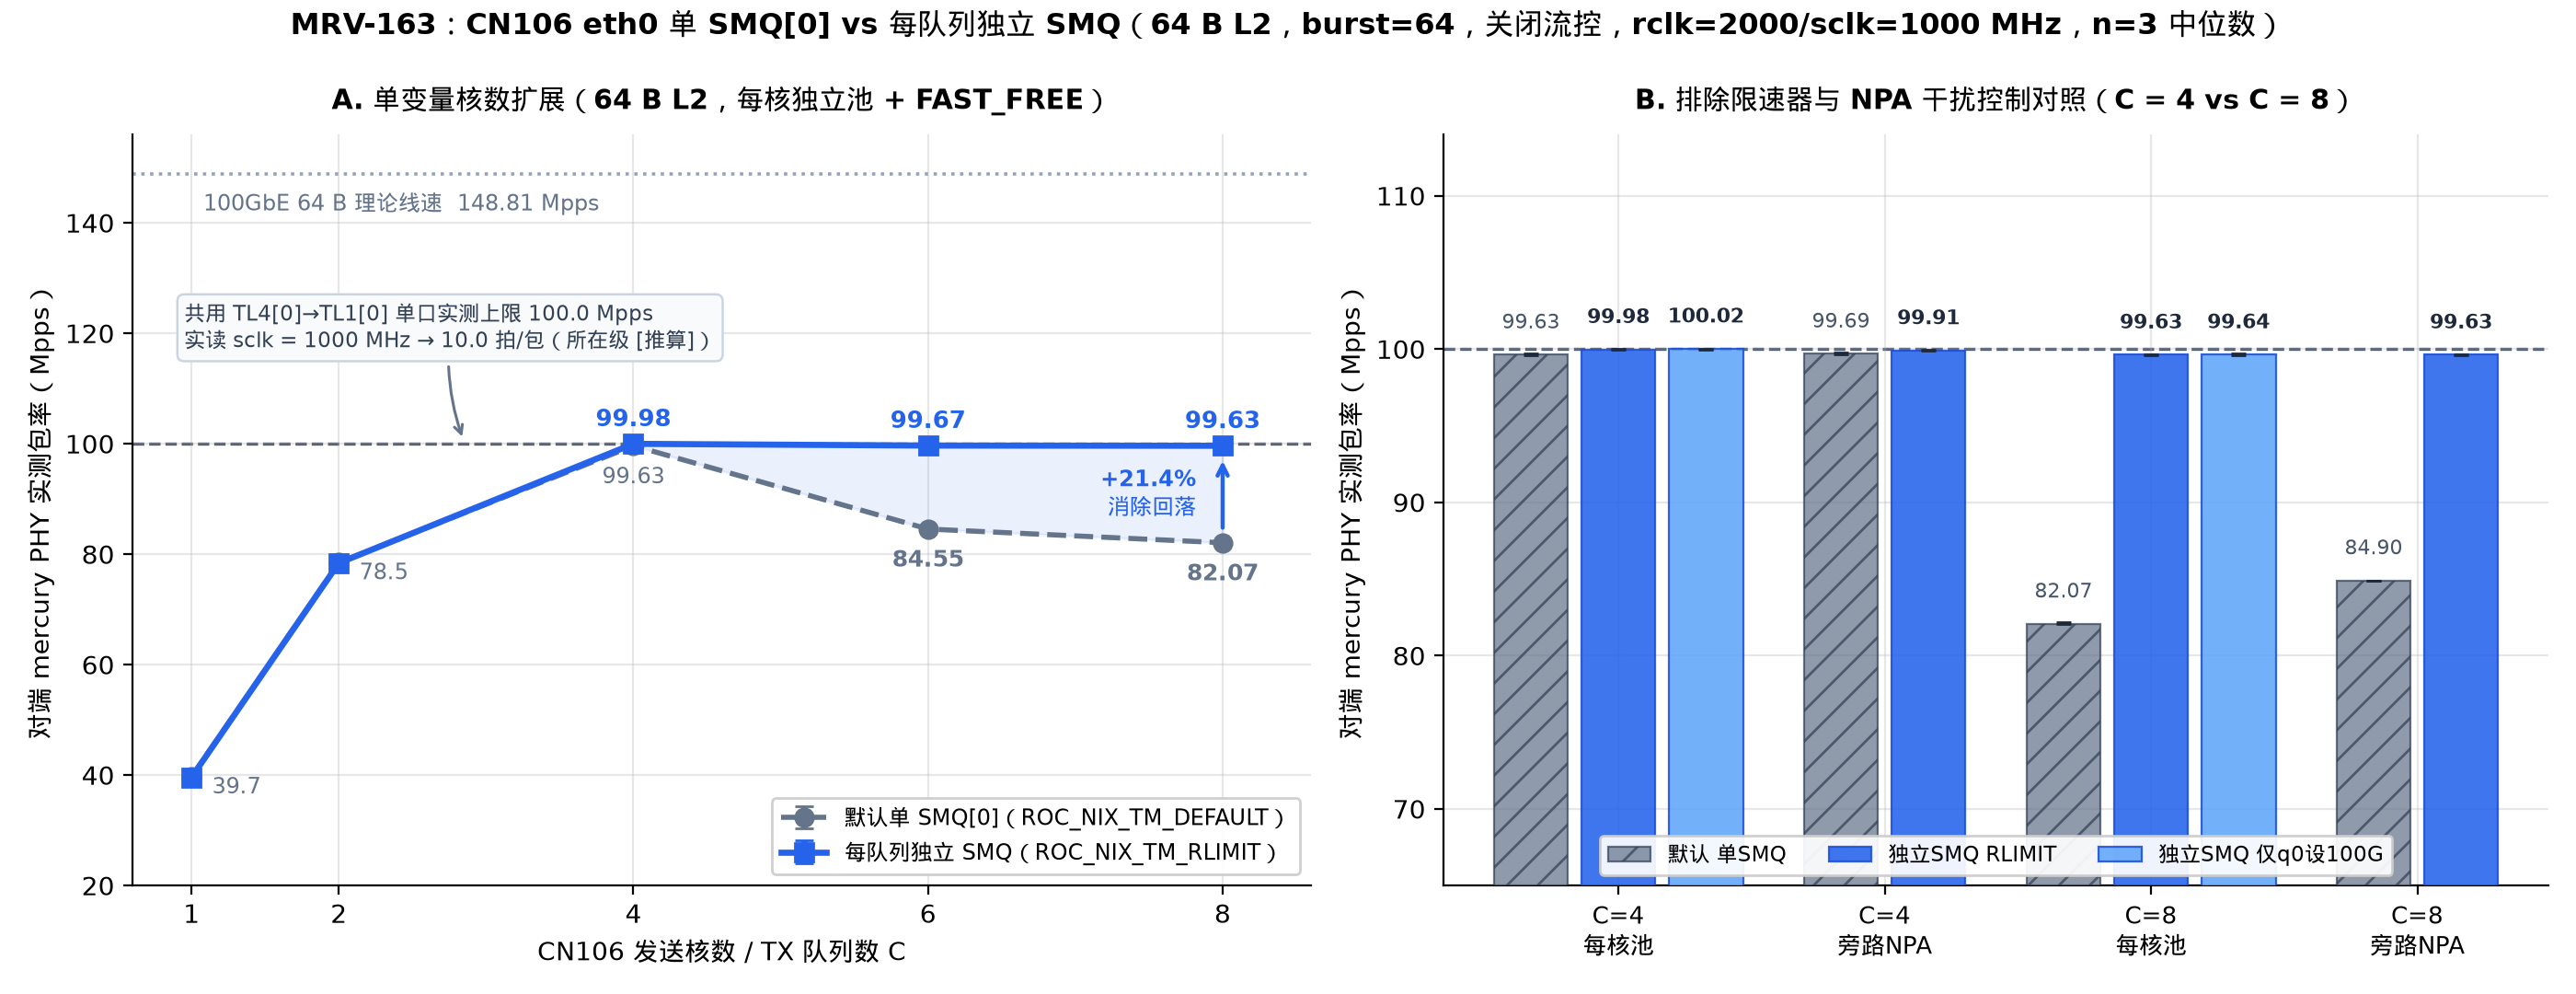 MRV-163：CN106 eth0 单 SMQ[0] vs 每队列独立 SMQ（64 B L2，burst=64，关闭流控，rclk=2000/sclk=1000 MHz，n=3 中位数）
A. 单变量核数扩展（64 B L2，每核独立池 + FAST_FREE）
对端 mercury PHY 实测包率（Mpps）
140
120
100
80
60
40
20
100GbE 64 B 理论线速 148.81 Mpps
共用 TL4[0]→TL1[0] 单口实测上限 100.0 Mpps
实读 sclk = 1000 MHz → 10.0 拍/包（所在级 [推算]）
99.98
99.67
99.63
99.63
+21.4%
消除回落
84.55
82.07
78.5
39.7
默认单 SMQ[0]（ROC_NIX_TM_DEFAULT）
每队列独立 SMQ（ROC_NIX_TM_RLIMIT）
1
2
4
6
8
CN106 发送核数 / TX 队列数 C
B. 排除限速器与 NPA 干扰控制对照（C = 4 vs C = 8）
对端 mercury PHY 实测包率（Mpps）
110
100
90
80
70
99.63
99.98
100.02
99.69
99.91
82.07
99.63
99.64
84.90
99.63
默认 单SMQ
独立SMQ RLIMIT
独立SMQ 仅q0设100G
C=4
每核池
C=4
旁路NPA
C=8
每核池
C=8
旁路NPA